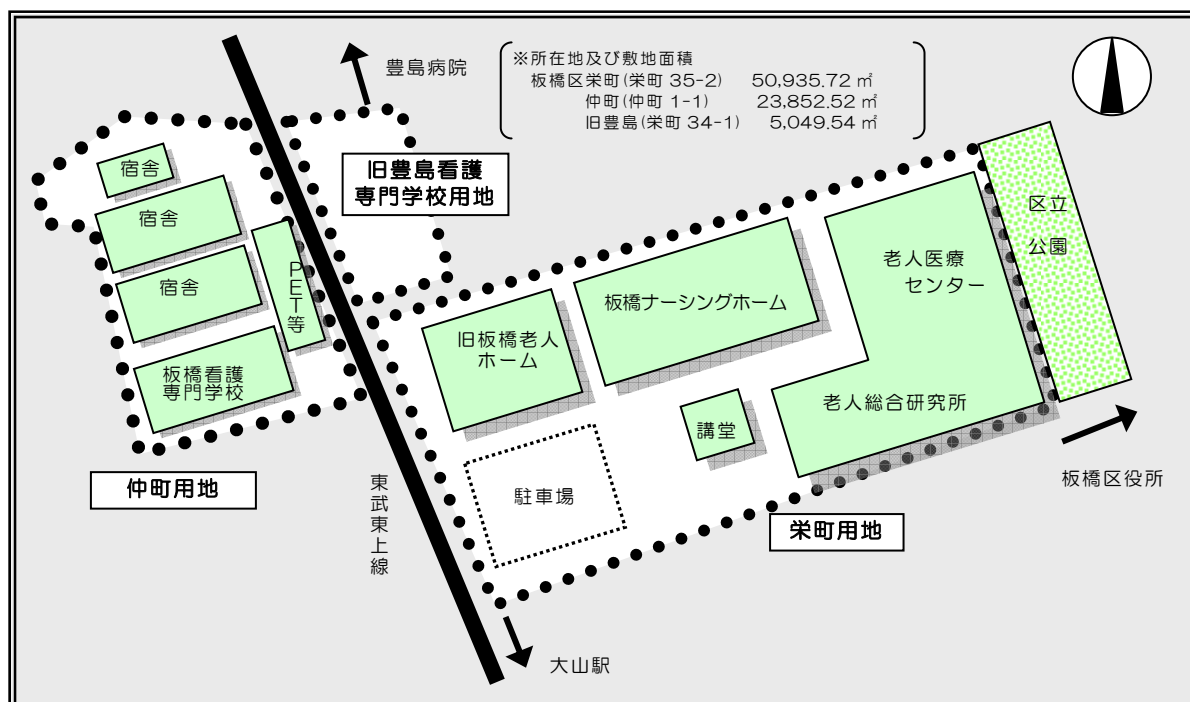 ※所在地及び敷地面積
板橋区栄町(栄町 35-2) 50,935.72 ㎡
仲町(仲町 1-1) 23,852.52 ㎡
旧豊島(栄町 34-1) 5,049.54 ㎡
豊島病院
旧豊島看護
専門学校用地
宿舎
宿舎
宿舎
PET等
板橋看護
専門学校
仲町用地
東武東上線
旧板橋老人
ホーム
板橋ナーシングホーム
老人医療
センター
老人総合研究所
講堂
駐車場
区立
公園
栄町用地
板橋区役所
大山駅